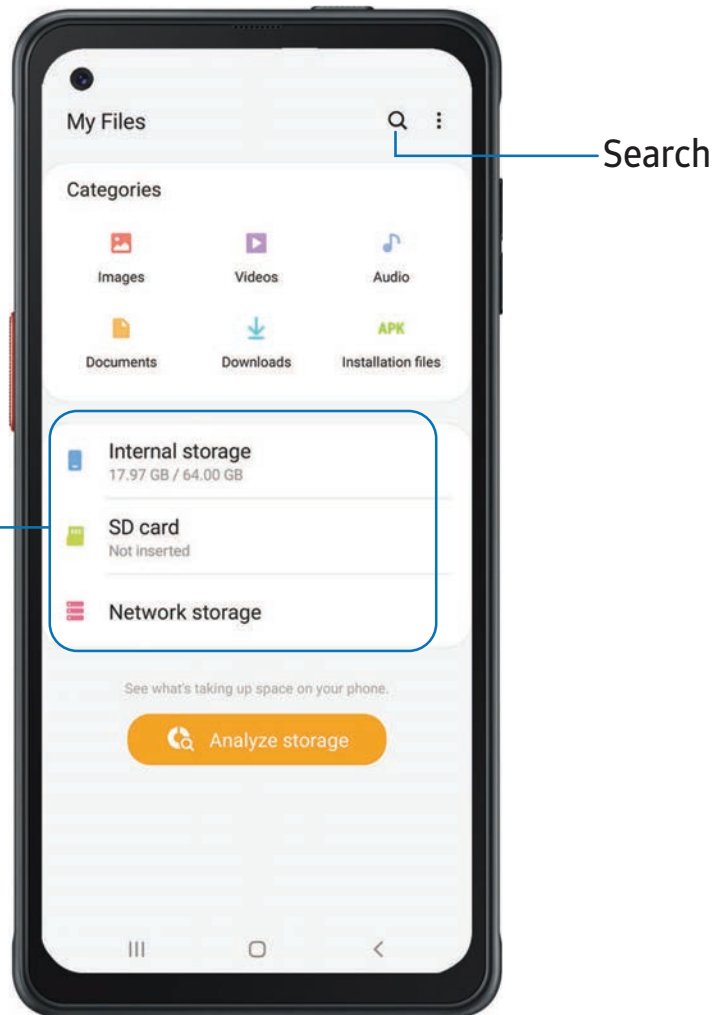 My Files
Search
Categories
Images Videos Audio
APK
Documents Downloads Installation files
Internal storage
17.97 GB / 64.00 GB
SD card
Not inserted
Network storage
See what's taking up space on your phone.
Analyze storage